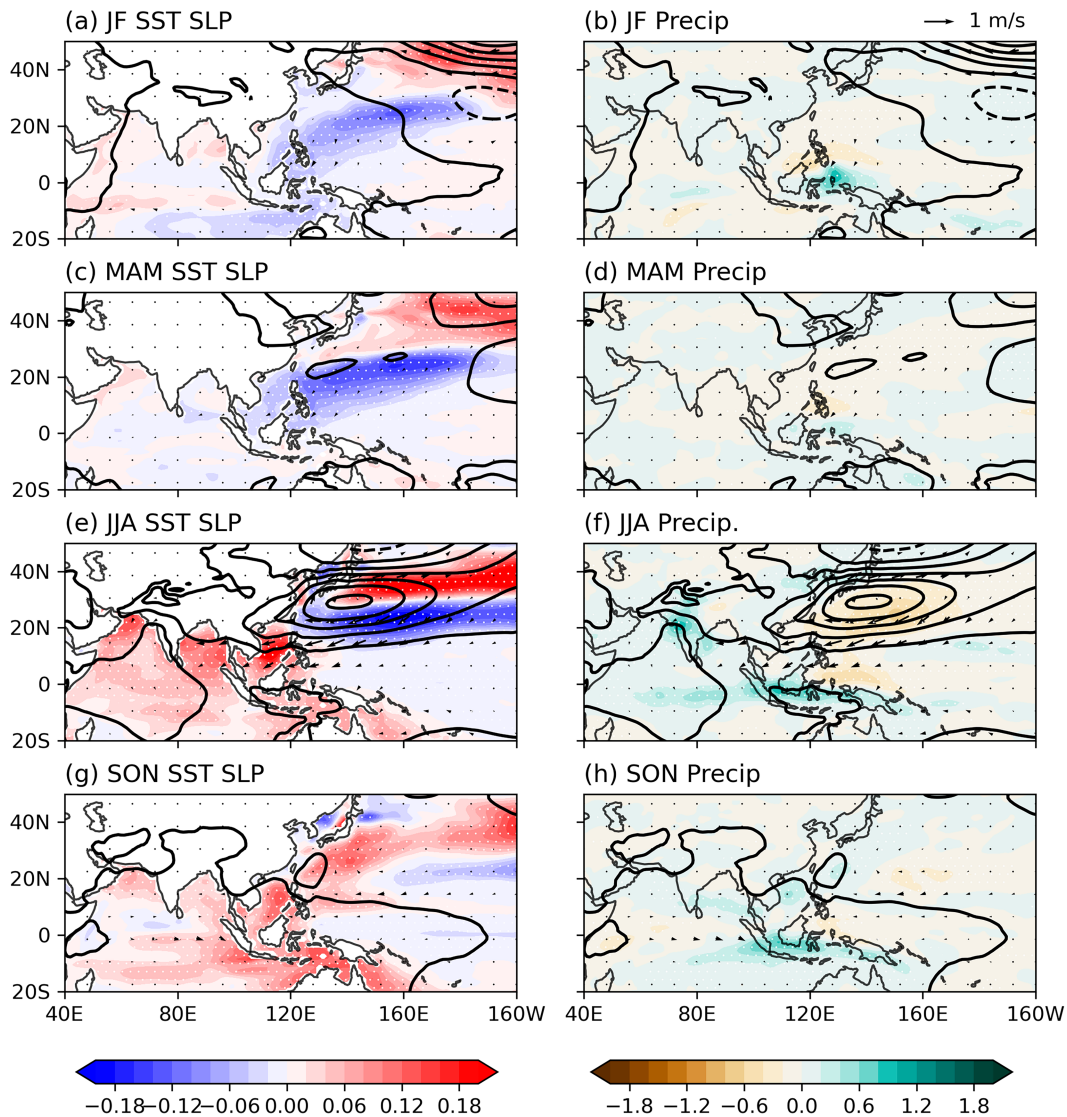 (a) JF SST SLP
(b) JF Precip
1 m/s
40N
20N
0
20S
(c) MAM SST SLP
(d) MAM Precip
40N
20N
0
20S
(e) JJA SST SLP
(f) JJA Precip.
40N
20N
0
20S
(g) SON SST SLP
(h) SON Precip
40N
20N
0
20S
40E 80E 120E 160E 160W
40E 80E 120E 160E 160W
−0.18 −0.12 −0.06 0.00 0.06 0.12 0.18
−1.8 −1.2 −0.6 0.0 0.6 1.2 1.8